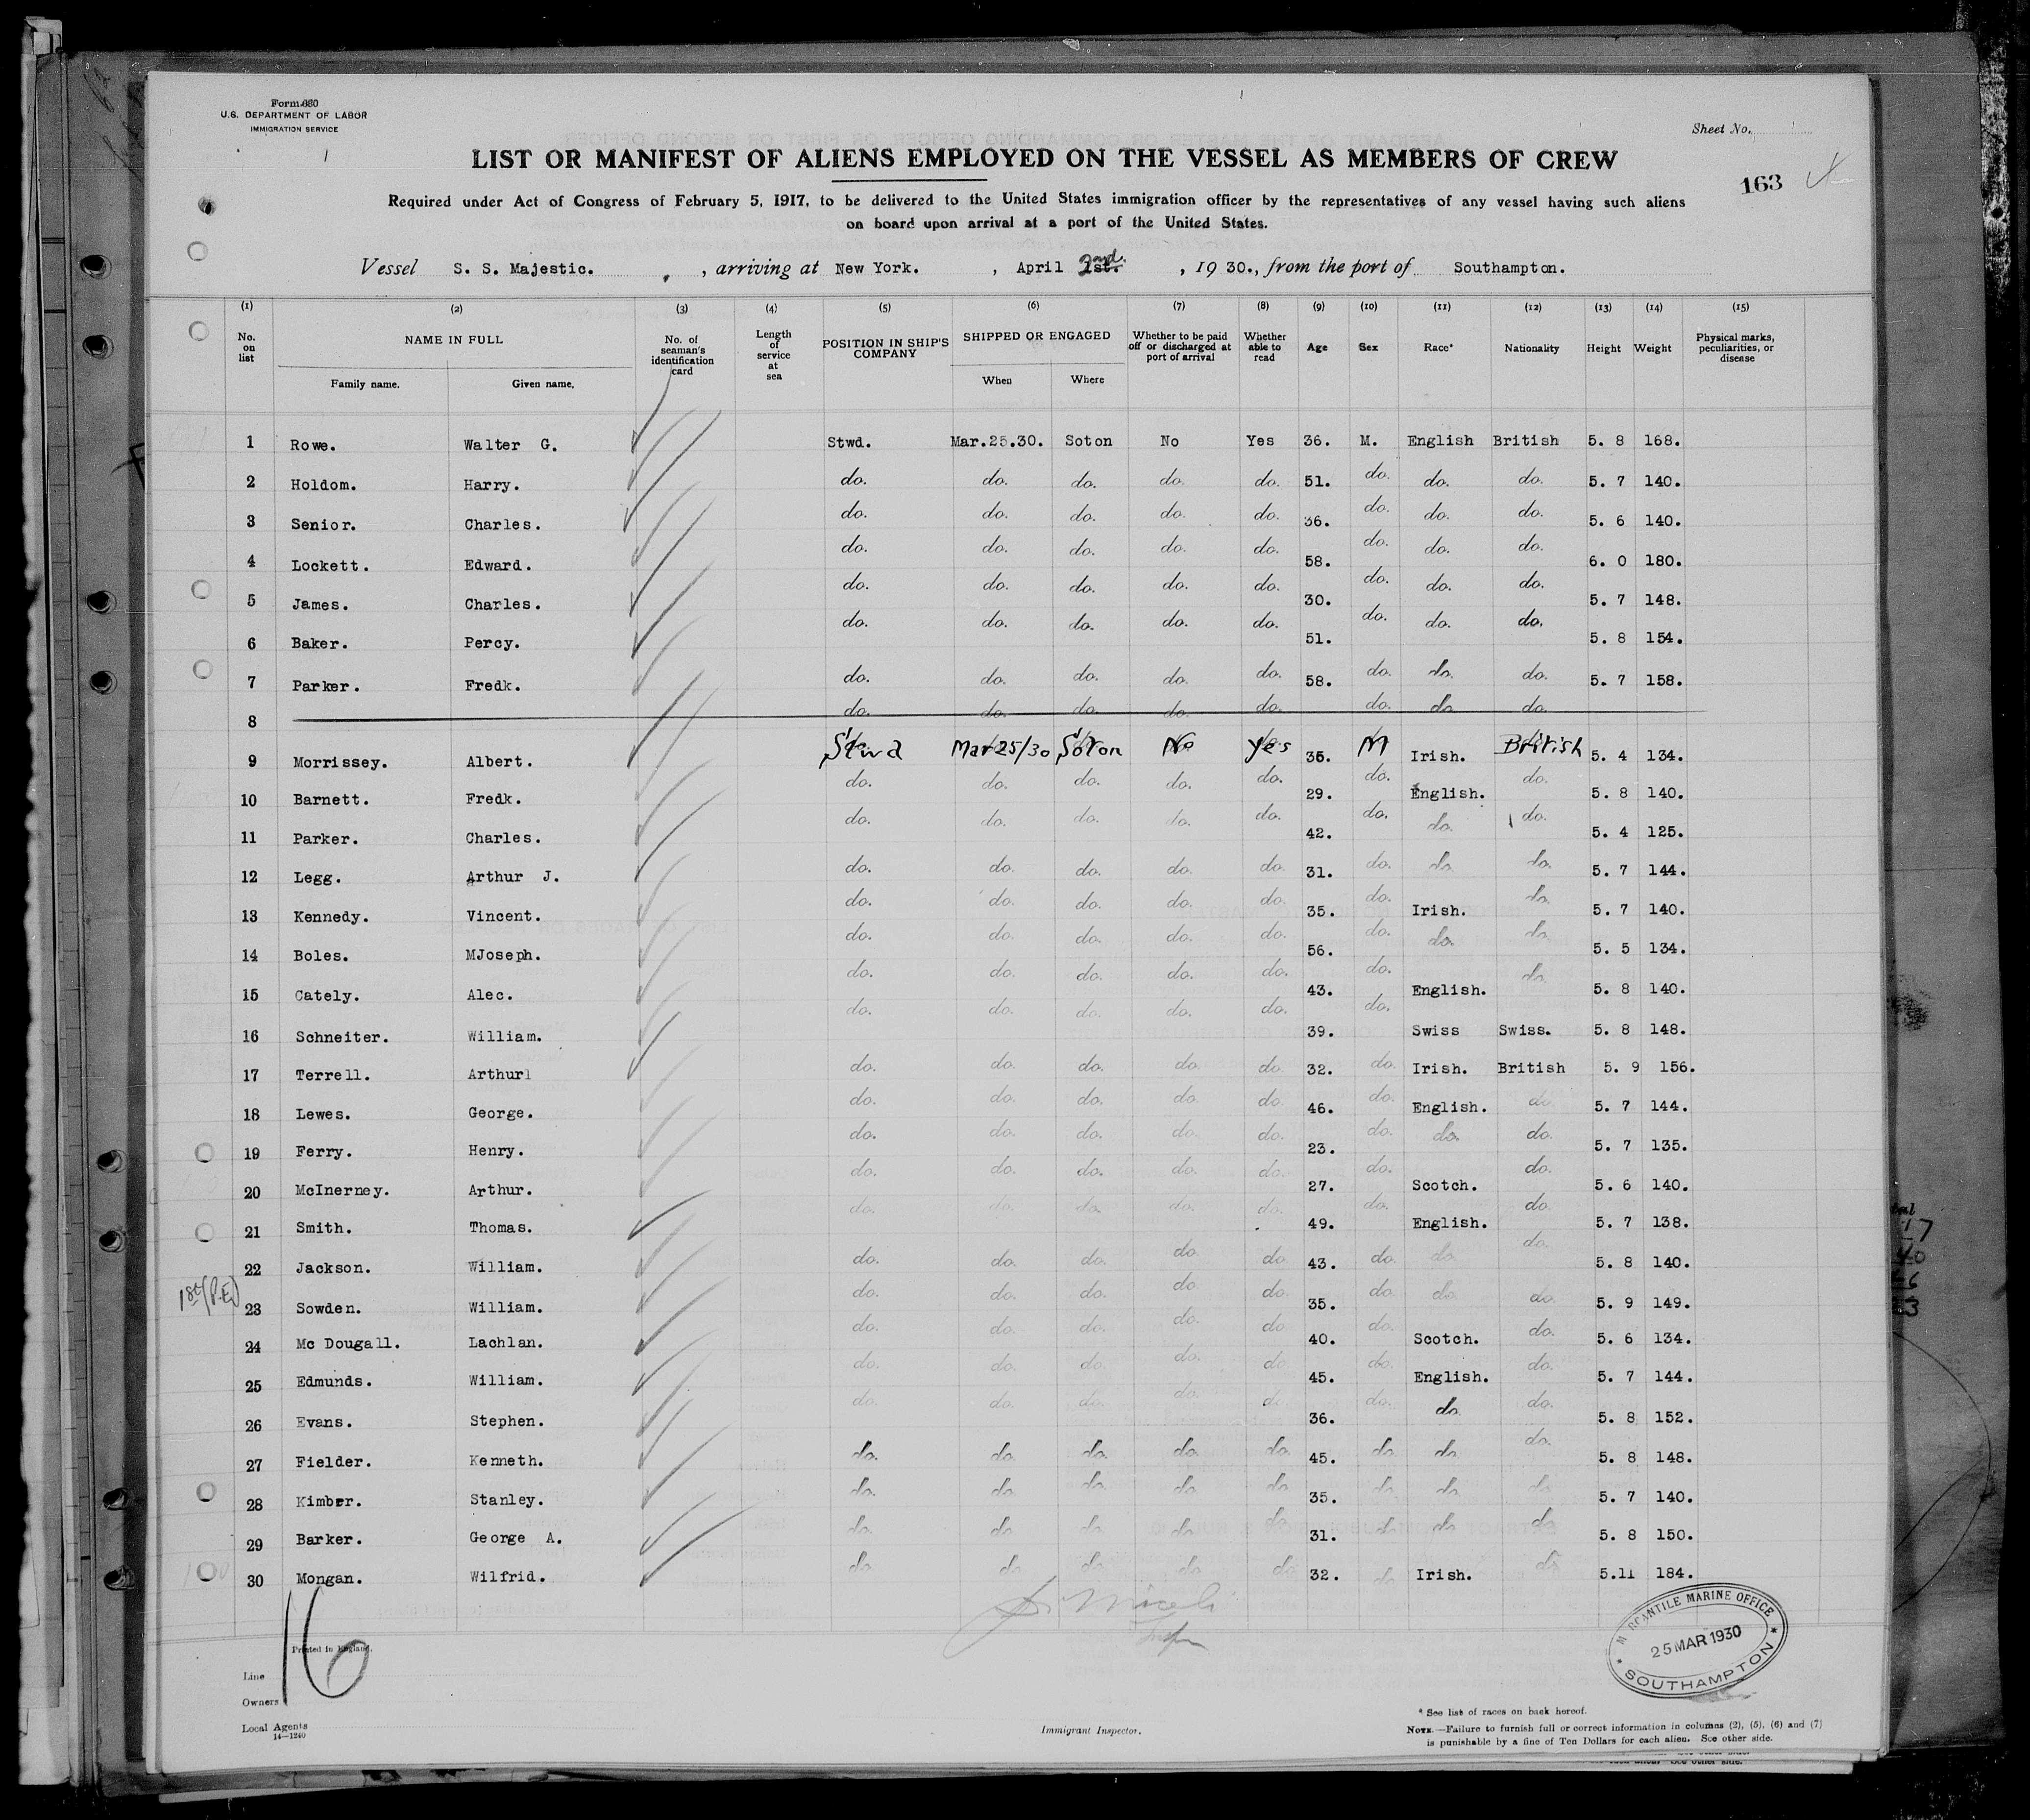 Form 680
U.S. DEPARTMENT OF LABOR
IMMIGRATION SERVICE
Sheet No. 1
LIST OR MANIFEST OF ALIENS EMPLOYED ON THE VESSEL AS MEMBERS OF CREW
163
Required under Act of Congress of February 5, 1917, to be delivered to the United States immigration officer by the representatives of any vessel having such aliens
on board upon arrival at a port of the United States.
Vessel S. S. Majestic. , arriving at New York. , April 2nd. 1st. , 19 30., from the port of Southampton.
(1) (2) (3) (4) (5) (6) (7) (8) (9) (10) (11) (12) (13) (14) (15)
No. on list NAME IN FULL Family name. Given name. No. of seaman's identification card Length of service at sea POSITION IN SHIP'S COMPANY SHIPPED OR ENGAGED When Where Whether to be paid off or discharged at port of arrival Whether able to read Age Sex Race* Nationality Height Weight Physical marks, peculiarities, or disease
1 Rowe. Walter G. Stwd. Mar.25.30. Soton No Yes 36. M. English British 5. 8 168.
2 Holdom. Harry. do. do. do. do. do. 51. do. do. do. 5. 7 140.
3 Senior. Charles. do. do. do. do. do. 36. do. do. do. 5. 6 140.
4 Lockett. Edward. do. do. do. do. do. 58. do. do. do. 6. 0 180.
5 James. Charles. do. do. do. do. do. 30. do. do. do. 5. 7 148.
6 Baker. Percy. do. do. do. do. do. 51. do. do. do. 5. 8 154.
7 Parker. Fredk. do. do. do. do. do. 58. do. do. do. 5. 7 158.
8 do. do. do. do. do. do. do. do.
9 Morrissey. Albert. Stwd Mar 25/30 Soton No Yes 35. M Irish. British 5. 4 134.
10 Barnett. Fredk. do. do. do. do. do. 29. do. English. do. 5. 8 140.
11 Parker. Charles. do. do. do. do. do. 42. do. do. do. 5. 4 125.
12 Legg. Arthur J. do. do. do. do. do. 31. do. do. do. 5. 7 144.
13 Kennedy. Vincent. do. do. do. do. do. 35. do. Irish. do. 5. 7 140.
14 Boles. MJoseph. do. do. do. do. do. 56. do. do. do. 5. 5 134.
15 Cately. Alec. do. do. do. do. do. 43. do. English. do. 5. 8 140.
16 Schneiter. William. do. do. do. do. do. 39. do. Swiss Swiss. 5. 8 148.
17 Terrell. Arthur do. do. do. do. do. 32. do. Irish. British 5. 9 156.
18 Lewes. George. do. do. do. do. do. 46. do. English. do. 5. 7 144.
19 Ferry. Henry. do. do. do. do. do. 23. do. do. do. 5. 7 135.
20 McInerney. Arthur. do. do. do. do. do. 27. do. Scotch. do. 5. 6 140.
21 Smith. Thomas. do. do. do. do. do. 49. do. English. do. 5. 7 138.
22 Jackson. William. do. do. do. do. do. 43. do. do. do. 5. 8 140.
1st (P.E.) 23 Sowden. William. do. do. do. do. do. 35. do. do. do. 5. 9 149.
24 Mc Dougall. Lachlan. do. do. do. do. do. 40. do. Scotch. do. 5. 6 134.
25 Edmunds. William. do. do. do. do. do. 45. do. English. do. 5. 7 144.
26 Evans. Stephen. do. do. do. do. do. 36. do. do. do. 5. 8 152.
27 Fielder. Kenneth. do. do. do. do. do. 45. do. do. do. 5. 8 148.
28 Kimber. Stanley. do. do. do. do. do. 35. do. do. do. 5. 7 140.
29 Barker. George A. do. do. do. do. do. 31. do. do. do. 5. 8 150.
30 Mongan. Wilfrid. do. do. do. do. do. 32. do. Irish. do. 5.11 184.
16
Printed in England.
MERCANTILE MARINE OFFICE
25 MAR 1930
SOUTHAMPTON
Line
Owners
Local Agents
14—1240
Immigrant Inspector.
* See list of races on back hereof.
NOTE.—Failure to furnish full or correct information in columns (2), (5), (6) and (7)
is punishable by a fine of Ten Dollars for each alien. See other side.